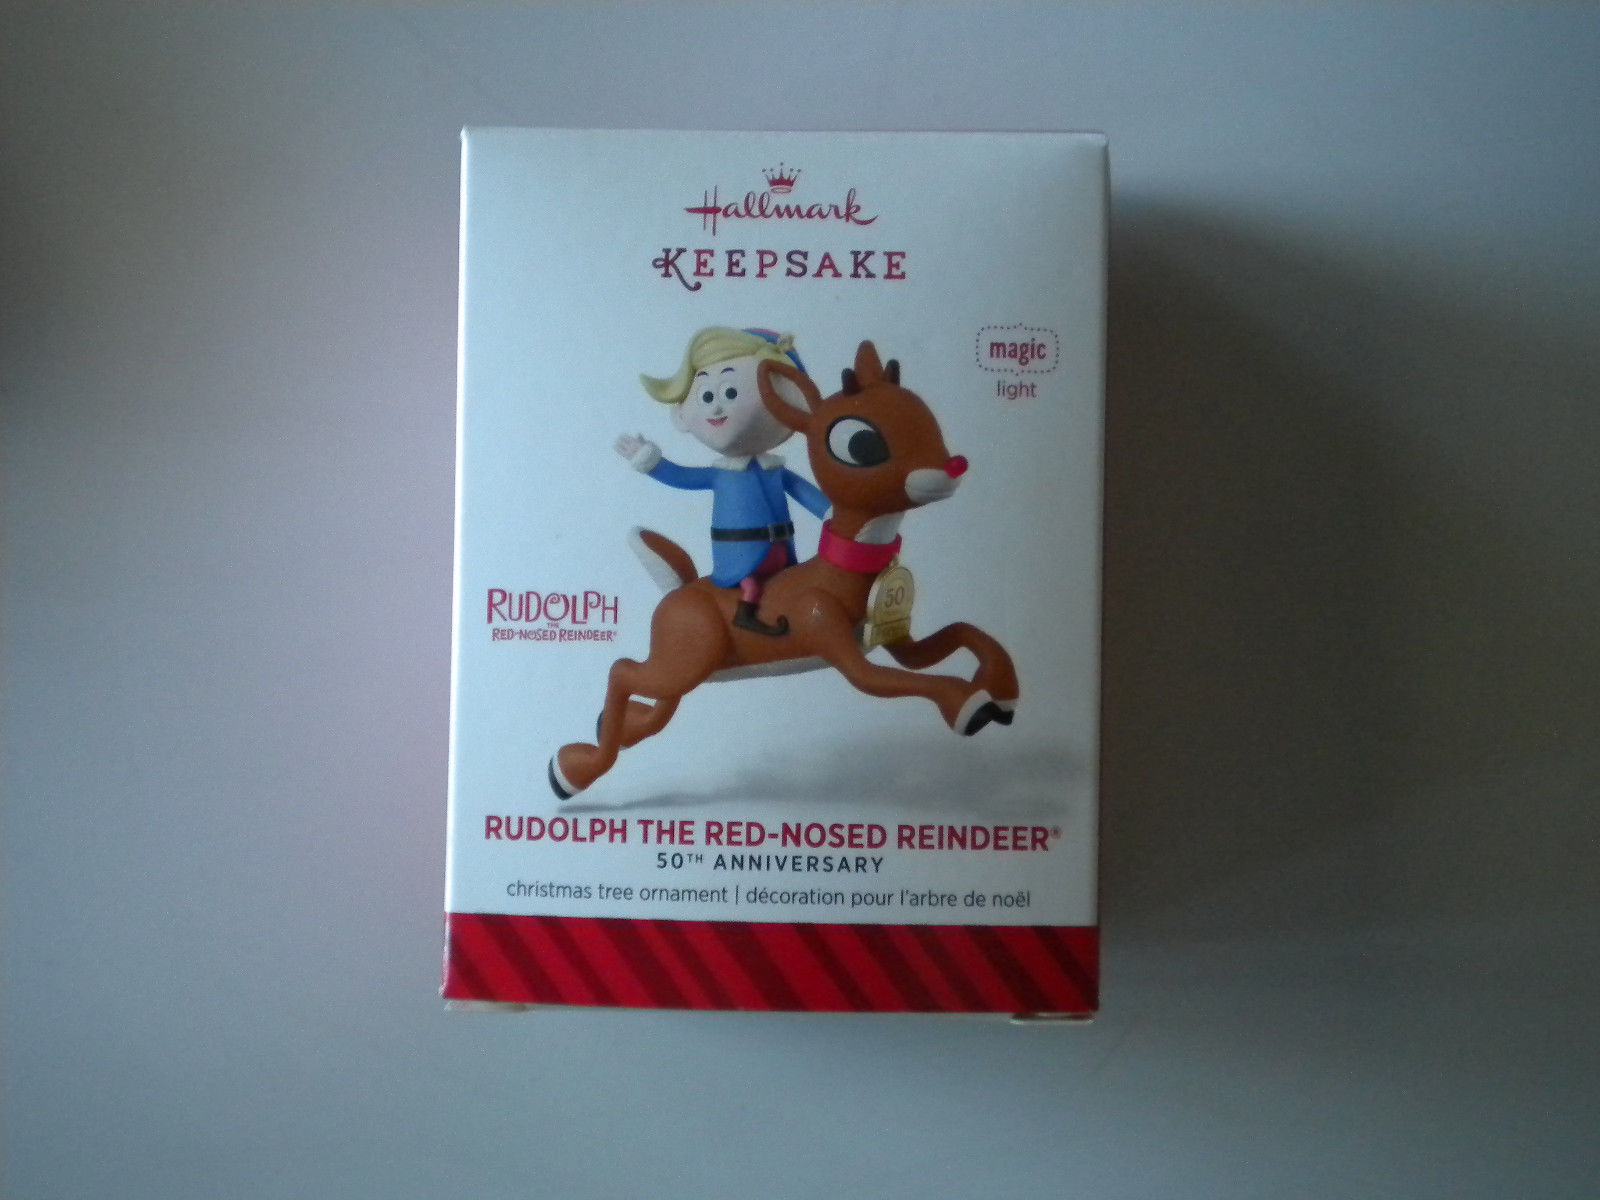 Hallmark
KEEPSAKE
magic
light
50
RUDOLPH
THE
RED-NOSED REINDEER®
RUDOLPH THE RED-NOSED REINDEER®
50TH ANNIVERSARY
christmas tree ornament | décoration pour l'arbre de noël